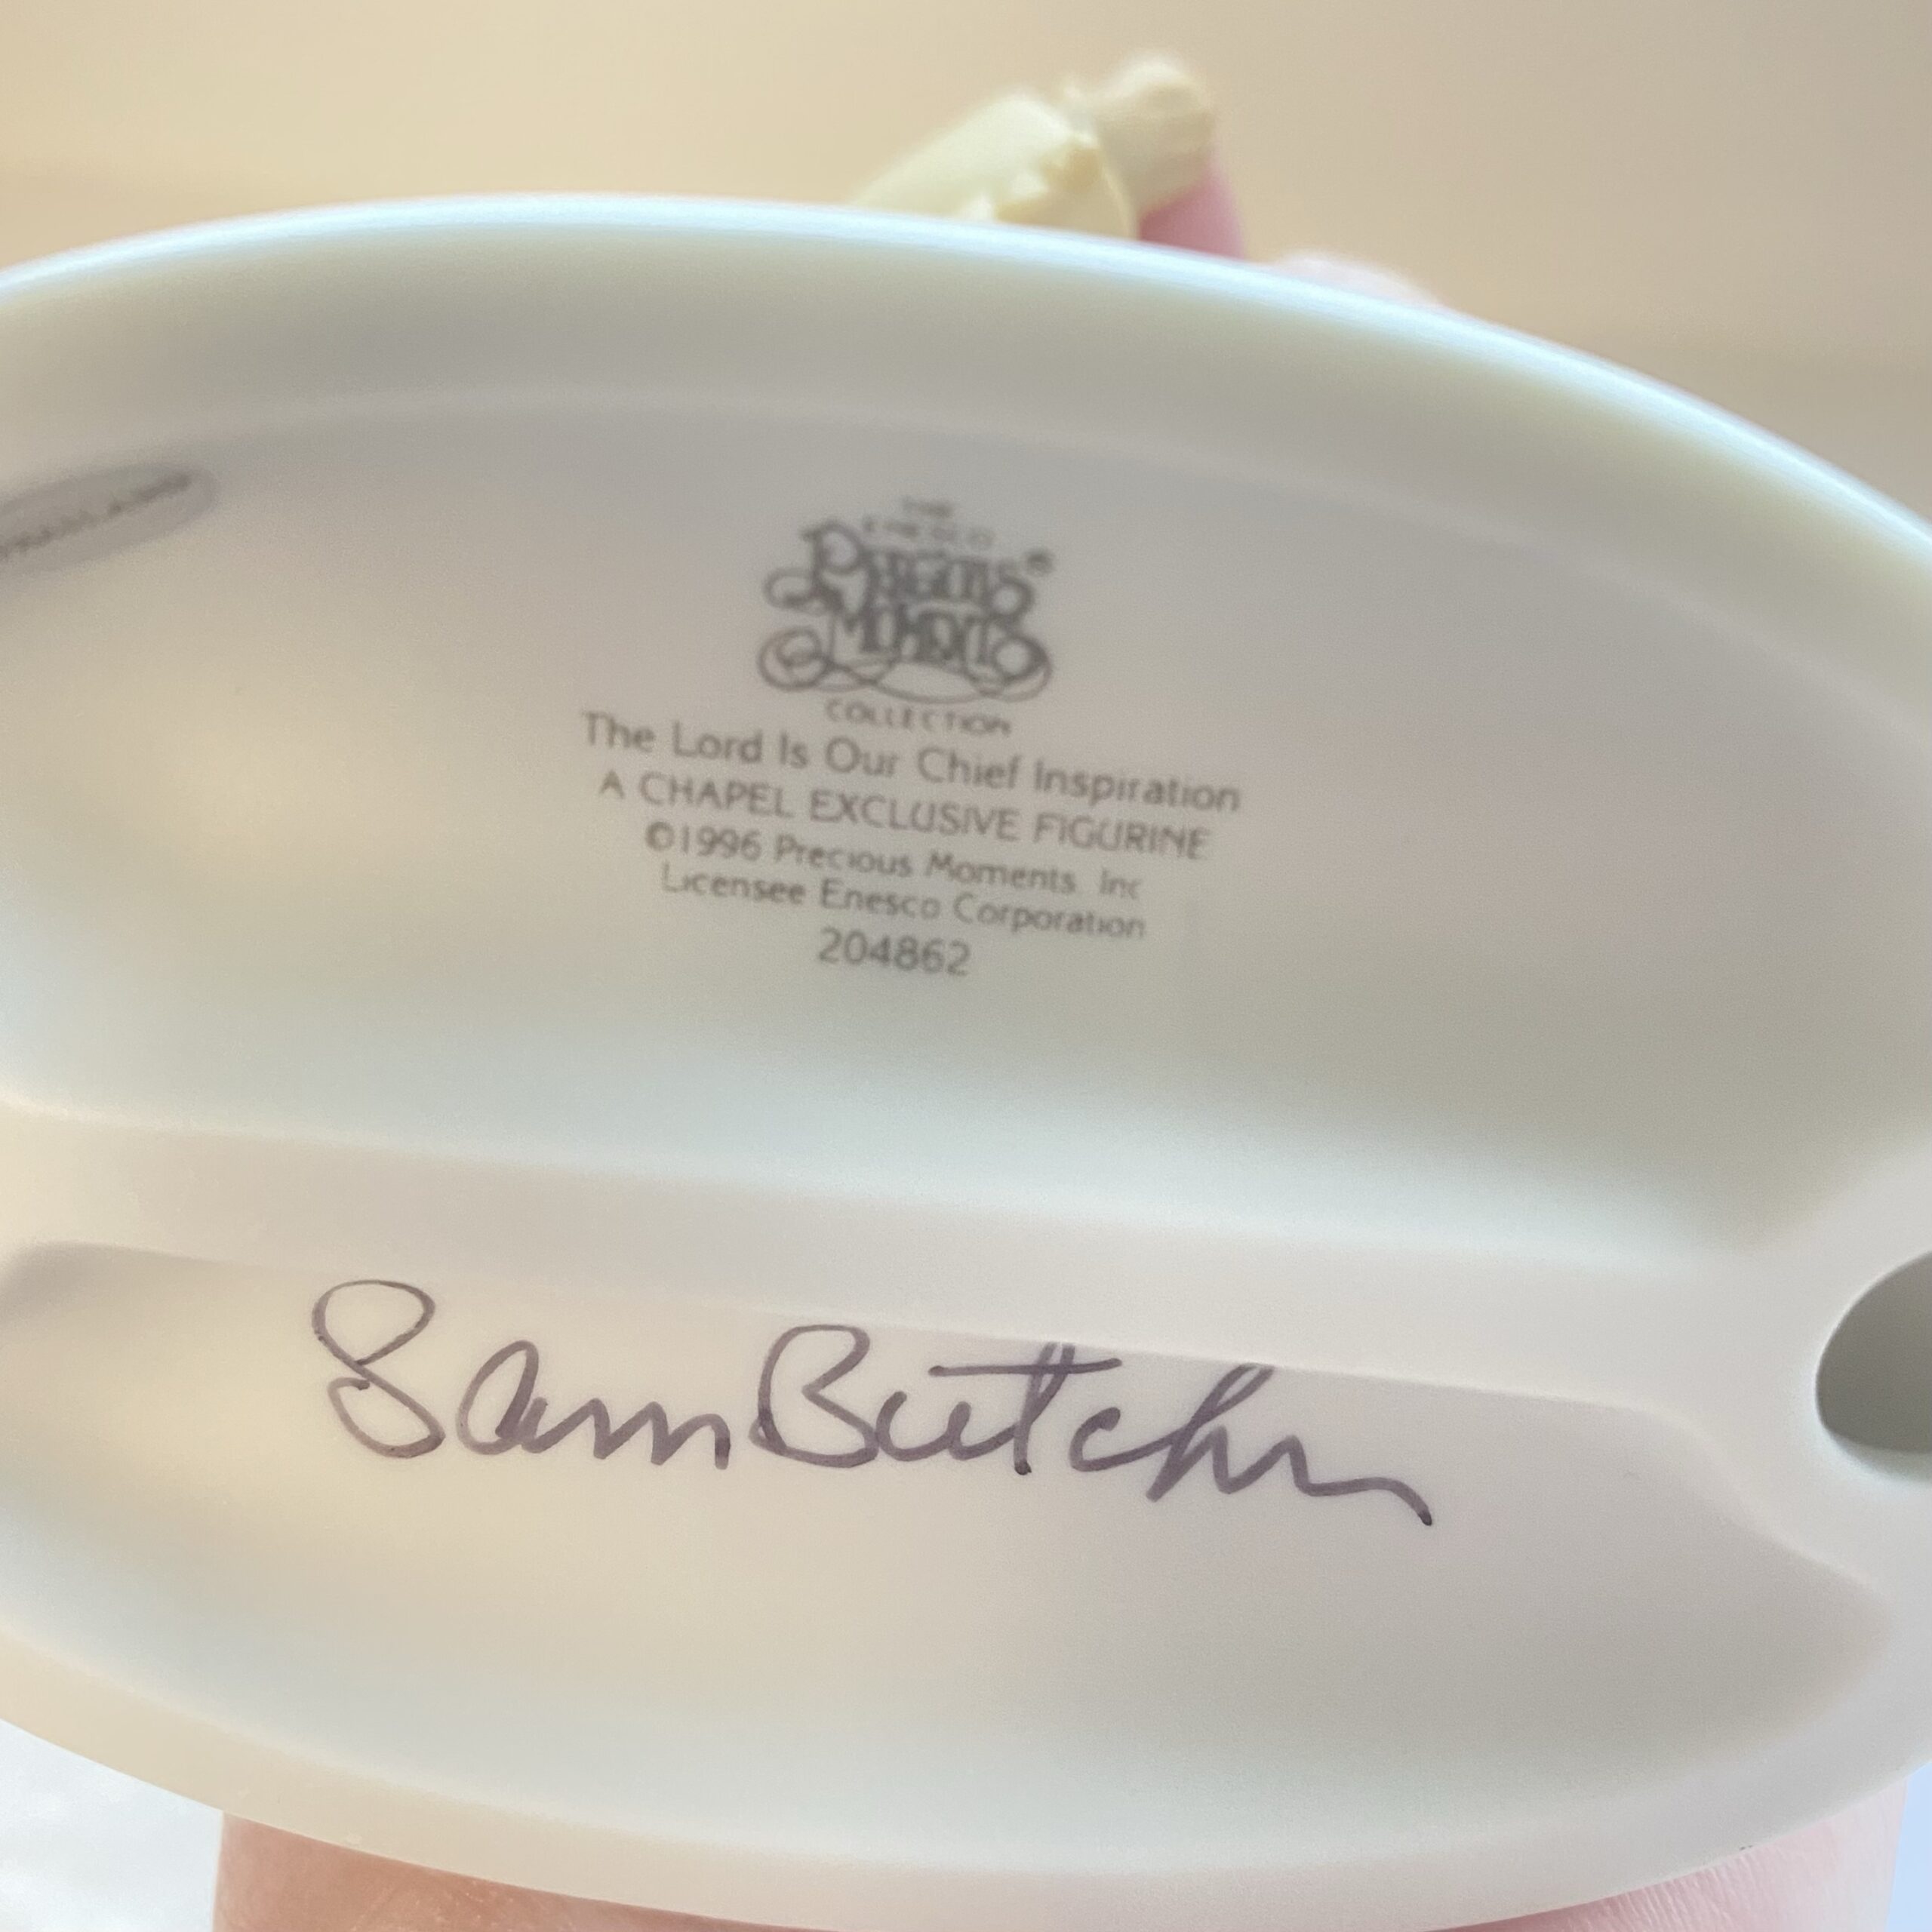 THE
ENESCO
PRECIOUS
MOMENTS®
COLLECTION
The Lord Is Our Chief Inspiration
A CHAPEL EXCLUSIVE FIGURINE
©1996 Precious Moments Inc
Licensee Enesco Corporation
204862
Sam Butcher